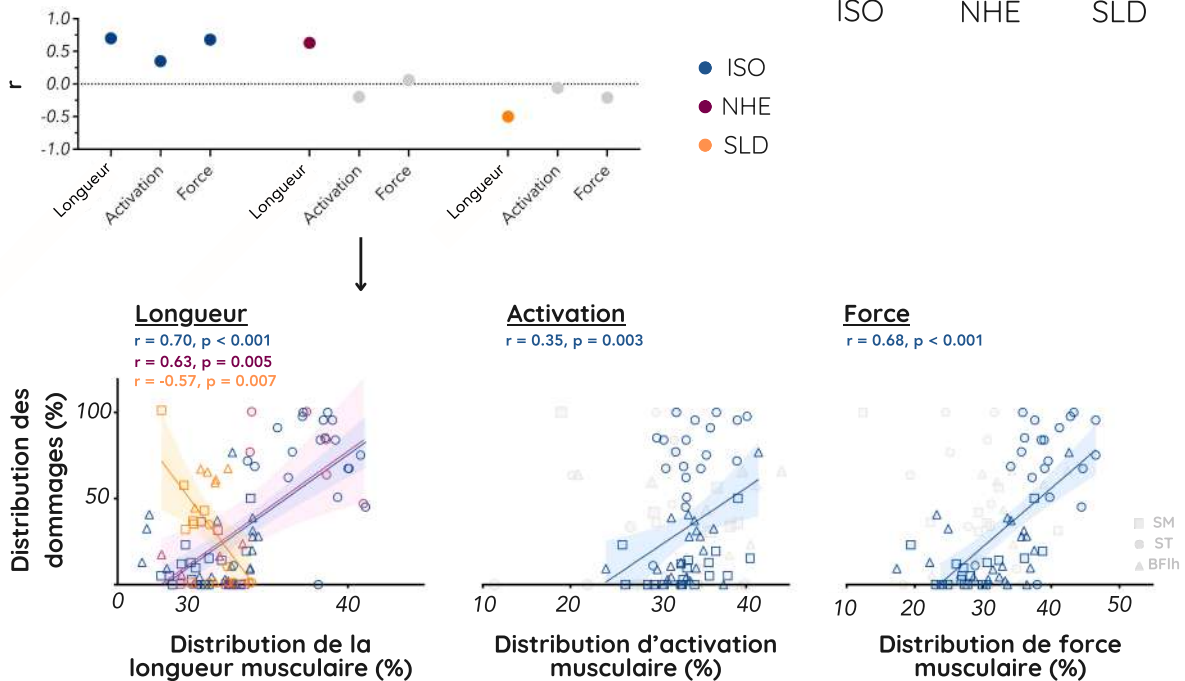 ISO NHE SLD
1.0
0.5
0.0
-0.5
-1.0
r
Longueur Activation Force Longueur Activation Force Longueur Activation Force
ISO
NHE
SLD
Longueur
r = 0.70, p < 0.001
r = 0.63, p = 0.005
r = -0.57, p = 0.007
Activation
r = 0.35, p = 0.003
Force
r = 0.68, p < 0.001
Distribution des
dommages (%)
100
50
0 30 40
Distribution de la
longueur musculaire (%)
10 20 30 40
Distribution d'activation
musculaire (%)
10 20 30 40 50
Distribution de force
musculaire (%)
SM
ST
BFlh